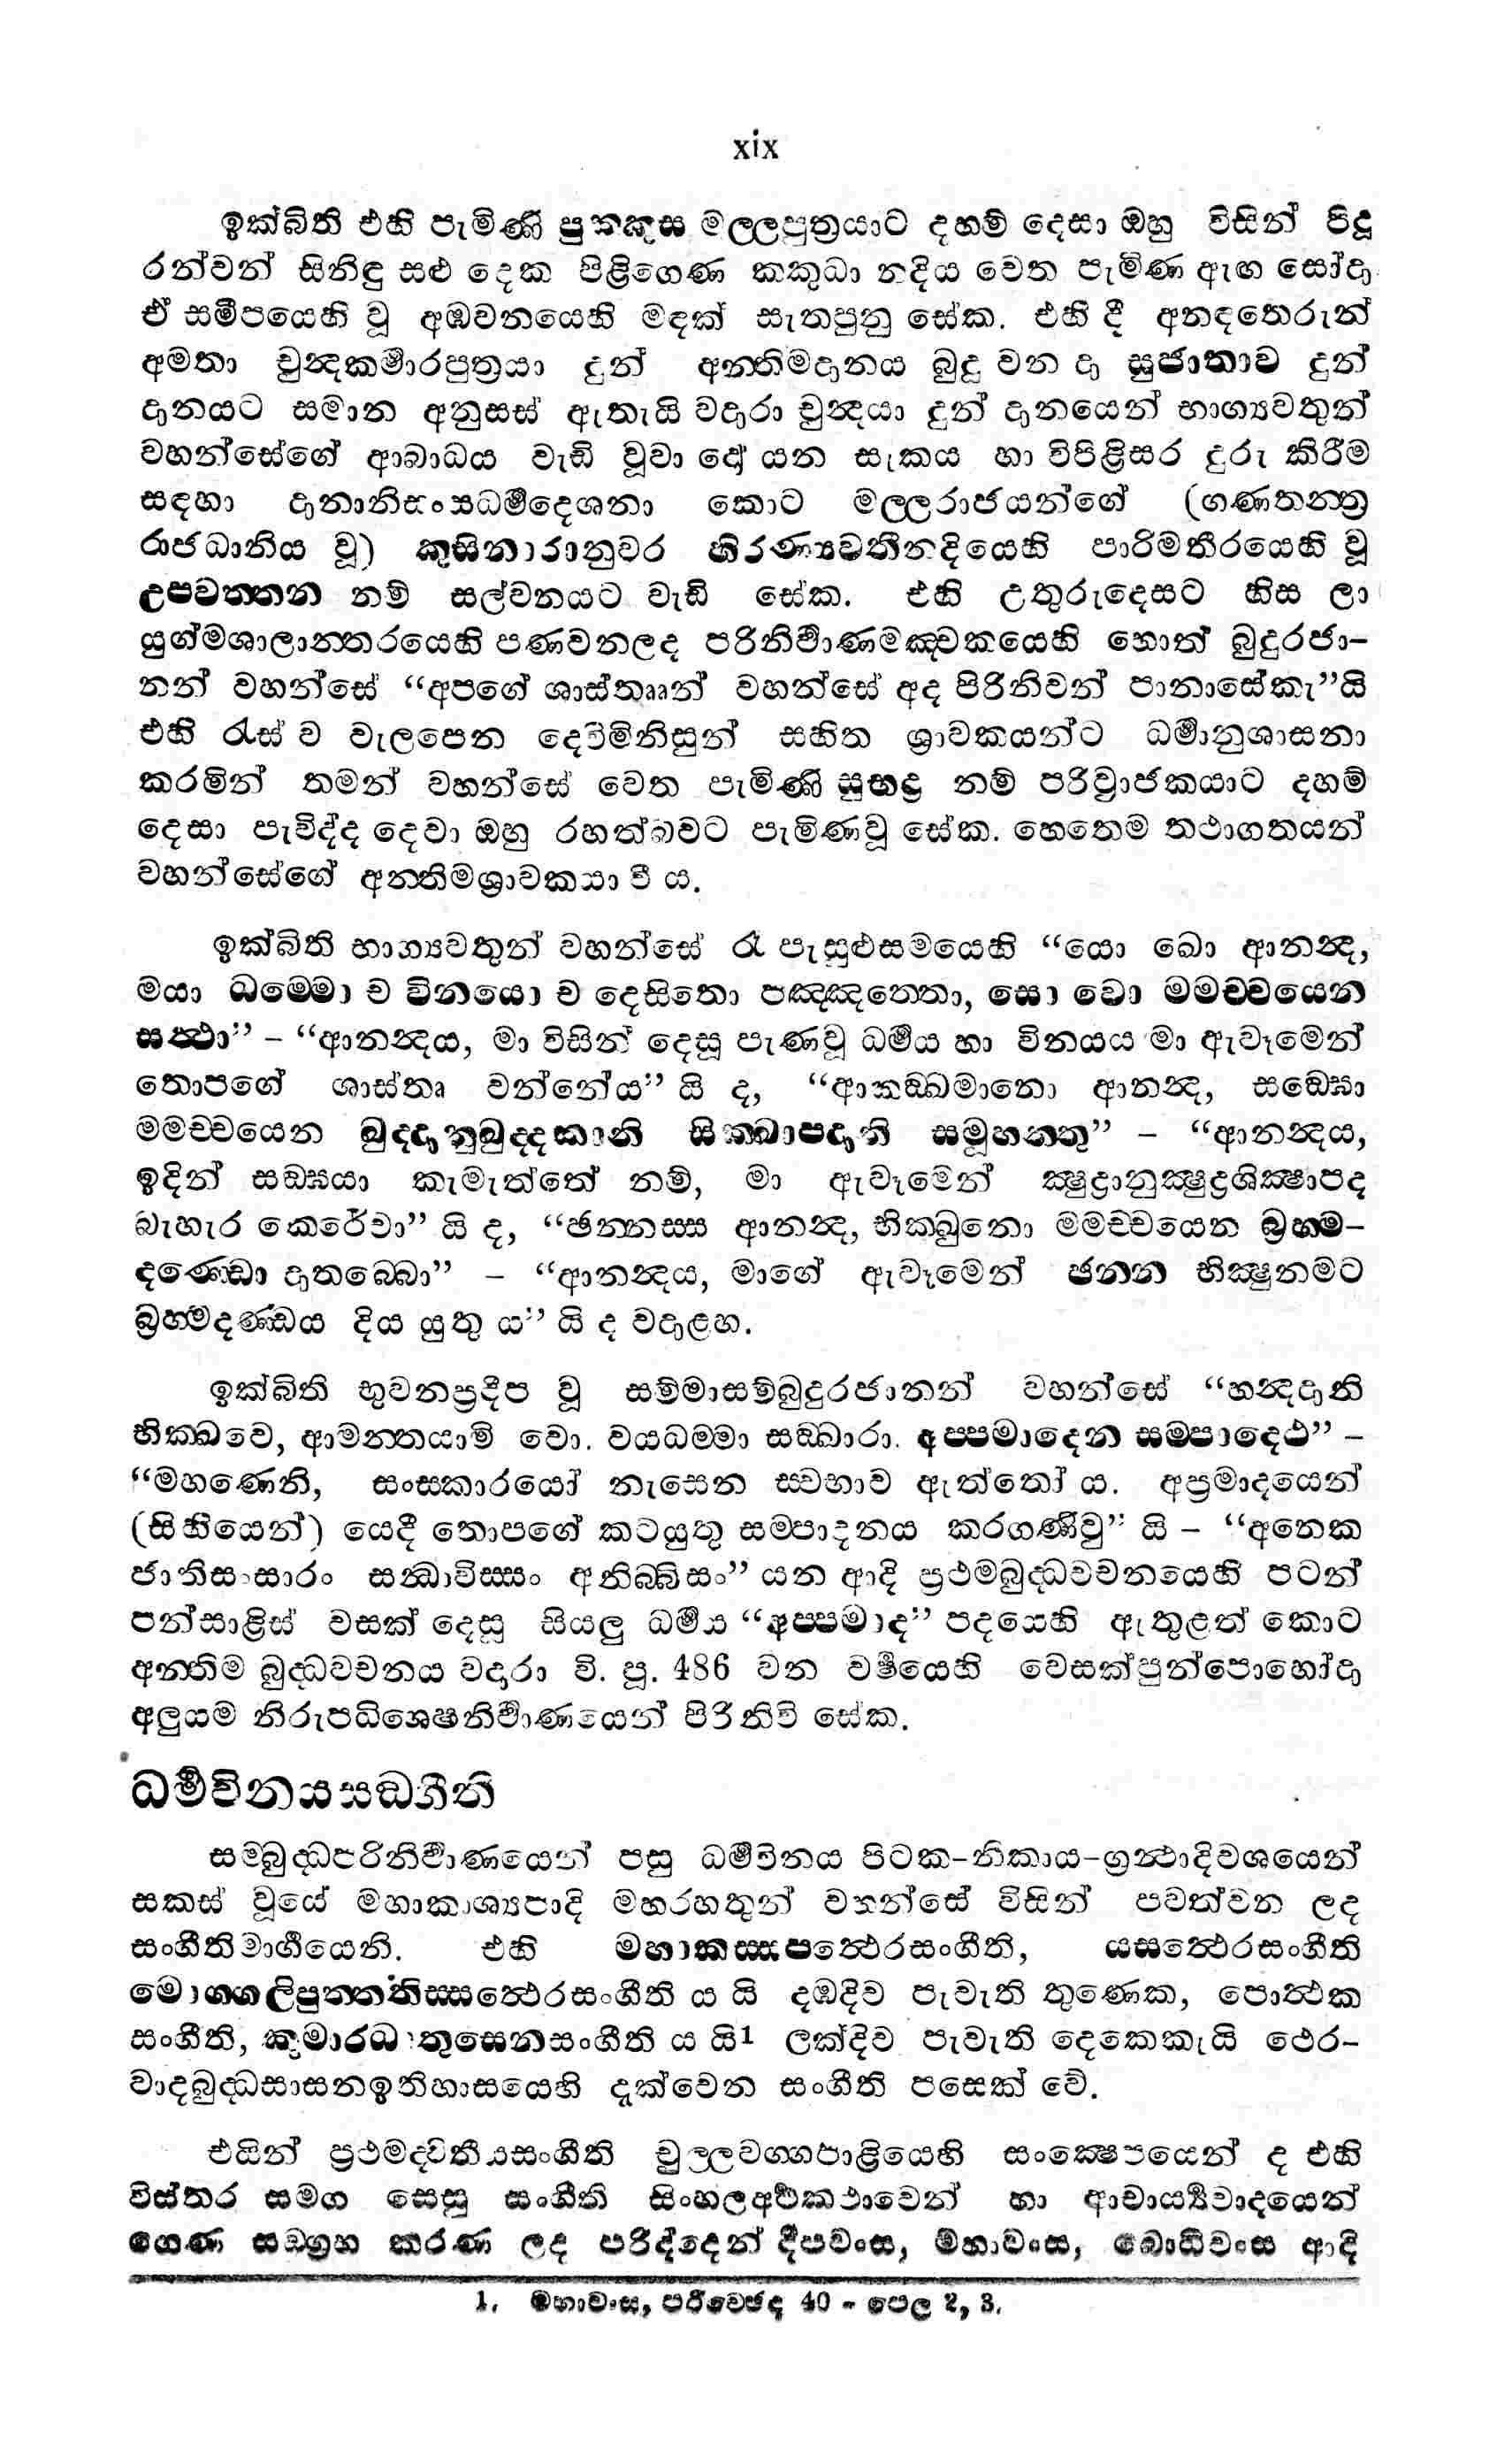 xix
ඉක්බිති එහි පැමිණි පුක්කුස මල්ලපුත්‍රයාට දහම් දෙසා ඔහු විසින් පිදූ
රන්වන් සිනිඳු සළු දෙක පිළිගෙණ කකුධා නදිය වෙත පැමිණ ඇඟ සෝදා
ඒ සමීපයෙහි වූ අඹවනයෙහි මඳක් සැතපුනු සේක. එහි දී අනඳතෙරුන්
අමතා චුන්දකර්මාරපුත්‍රයා දුන් අන්තිමදානය බුදු වන දා සුජාතාව දුන්
දානයට සමාන අනුසස් ඇතැයි වදාරා චුන්දයා දුන් දානයෙන් භාග්‍යවතුන්
වහන්සේගේ ආබාධය වැඩි වූවා දෝ යන සැකය හා විපිළිසර දුරු කිරීම
සඳහා දානානිසංසධර්මදෙශනා කොට මල්ලරාජයන්ගේ (ගණතන්ත්‍ර
රාජධානිය වූ) කුසිනාරානුවර හිරණ්‍යවතීනදියෙහි පාරිමතීරයෙහි වූ
උපවත්තන නම් සල්වනයට වැඩි සේක. එහි උතුරුදෙසට හිස ලා
යුග්මශාලාන්තරයෙහි පණවනලද පරිනිර්වාණමඤ්චකයෙහි හොත් බුදුරජා-
නන් වහන්සේ “අපගේ ශාස්තෲන් වහන්සේ අද පිරිනිවන් පානාසේකැ”යි
එහි රැස් ව වැලපෙන දෙව්මිනිසුන් සහිත ශ්‍රාවකයන්ට ධර්මානුශාසනා
කරමින් තමන් වහන්සේ වෙත පැමිණි සුභද්‍ර නම් පරිව්‍රාජකයාට දහම්
දෙසා පැවිද්ද දෙවා ඔහු රහත්බවට පැමිණවූ සේක. හෙතෙම තථාගතයන්
වහන්සේගේ අන්තිමශ්‍රාවකයා වී ය.
ඉක්බිති භාග්‍යවතුන් වහන්සේ රෑ පැසුළුසමයෙහි “යො ඛො ආනන්ද,
මයා ධම්මො ච විනයො ච දෙසිතො පඤ්ඤත්තො, සො වො මමච්චයෙන
සත්ථා” – “ආනන්දය, මා විසින් දෙසූ පැණවූ ධර්මය හා විනයය මා ඇවෑමෙන්
තොපගේ ශාස්තෘ වන්නේය” යි ද, “ආකඞ්ඛමානො ආනන්ද, සඞ්ඝො
මමච්චයෙන ඛුද්දානුඛුද්දකානි සික්ඛාපදානි සමූහනතු” – “ආනන්දය,
ඉදින් සඞ්ඝයා කැමැත්තේ නම්, මා ඇවෑමෙන් ක්‍ෂුද්‍රානුක්‍ෂුද්‍රශික්‍ෂාපද
බැහැර කෙරේවා” යි ද, “ඡන්නස්ස ආනන්ද, භික්ඛුනො මමච්චයෙන බ්‍රහ්ම-
දණ්ඩො දාතබ්බො” – “ආනන්දය, මාගේ ඇවෑමෙන් ඡන්න භික්‍ෂුනමට
බ්‍රහ්මදණ්ඩය දිය යුතු ය” යි ද වදාළහ.
ඉක්බිති භුවනප්‍රදීප වූ සම්මාසම්බුදුරජානන් වහන්සේ “හන්දදානි
භික්ඛවෙ, ආමන්තයාමි වො. වයධම්මා සඞ්ඛාරා. අප්පමාදෙන සම්පාදෙථ” –
“මහණෙනි, සංස්කාරයෝ නැසෙන ස්වභාව ඇත්තෝ ය. අප්‍රමාදයෙන්
(සිහියෙන්) යෙදී තොපගේ කටයුතු සම්පාදනය කරගණිවු” යි – “අනෙක
ජාතිසංසාරං සන්ධාවිස්සං අනිබ්බිසං” යන ආදි ප්‍රථමබුද්ධවචනයෙහි පටන්
පන්සාළිස් වසක් දෙසූ සියලු ධර්මය “අප්පමාද” පදයෙහි ඇතුළත් කොට
අන්තිම බුද්ධවචනය වදාරා වි. පූ. 486 වන වර්ෂයෙහි වෙසක්පුන්පොහෝදා
අලුයම නිරුපධිශෙෂනිර්වාණයෙන් පිරිනිවි සේක.
ධර්මවිනයසඞ්ගීති
සම්බුද්ධපරිනිර්වාණයෙන් පසු ධර්මවිනය පිටක-නිකාය-ග්‍රන්ථාදිවශයෙන්
සකස් වූයේ මහාකාශ්‍යපාදි මහරහතුන් වහන්සේ විසින් පවත්වන ලද
සංගීතිමාර්ගයෙනි. එහි මහාකස්සපත්ථෙරසංගීති, යසත්ථෙරසංගීති
මොග්ගලිපුත්තතිස්සත්ථෙරසංගීති ය යි දඹදිව පැවැති තුණෙක, පොත්ථක
සංගීති, කුමාරධාතුසෙනසංගීති ය යි¹ ලක්දිව පැවැති දෙකෙකැයි ථෙර-
වාදබුද්ධසාසනඉතිහාසයෙහි දැක්වෙන සංගීති පසෙක් වේ.
එයින් ප්‍රථමද්විතීයසංගීති චුල්ලවග්ගපාළියෙහි සංක්‍ෂෙපයෙන් ද එහි
විස්තර සමග සෙසු සංගීති සිංහලඅර්ථකථාවෙන් හා ආචාර්‍ය්‍යවාදයෙන්
ගෙණ සඞ්ග්‍රහ කරණ ලද පරිද්දෙන් දීපවංස, මහාවංස, බොධිවංස ආදි
1. මහාවංස, පරිච්ඡෙද 40 - පෙල 2, 3.